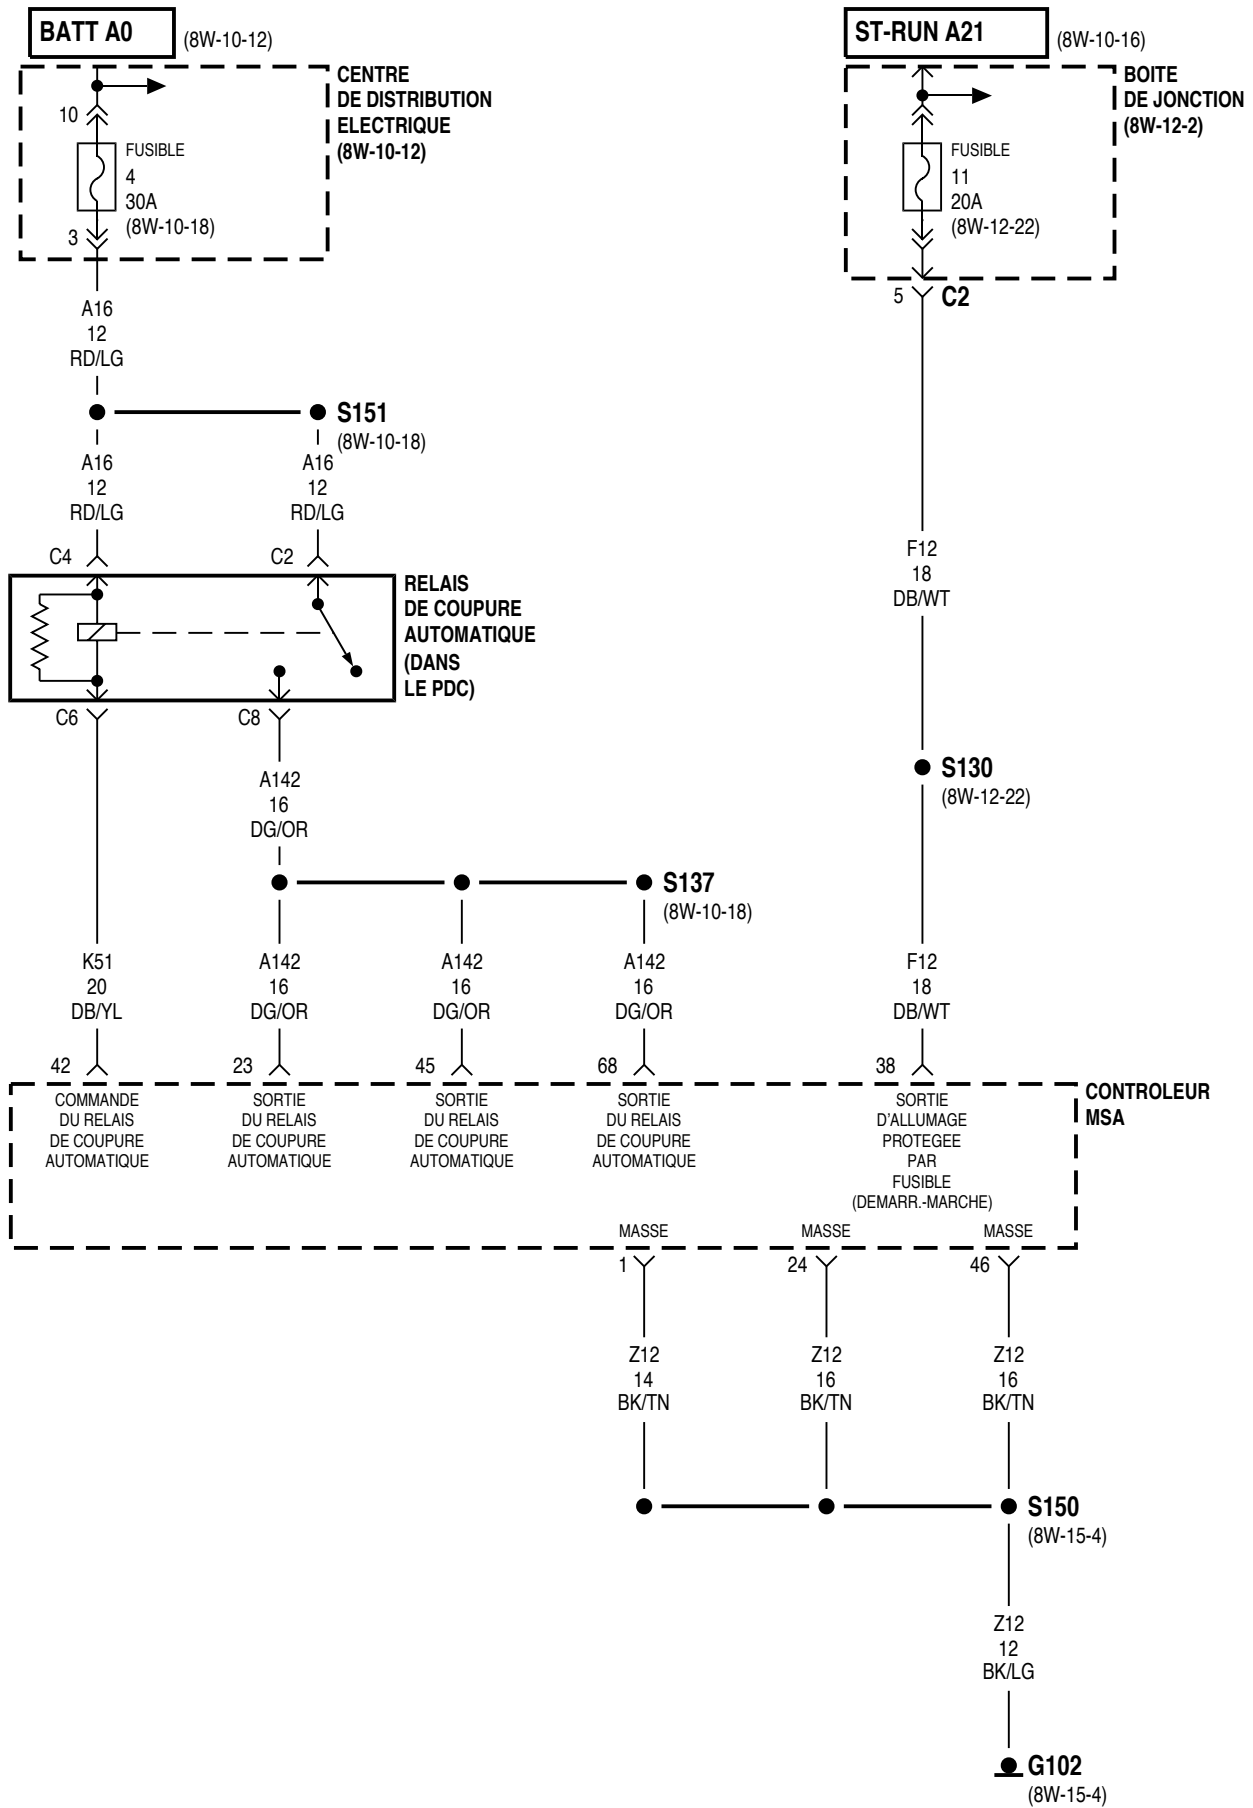 BATT A0
(8W-10-12)
ST-RUN A21
(8W-10-16)
CENTRE
DE DISTRIBUTION
ELECTRIQUE
(8W-10-12)
10
FUSIBLE
4
30A
(8W-10-18)
3
BOITE
DE JONCTION
(8W-12-2)
FUSIBLE
11
20A
(8W-12-22)
5
C2
A16
12
RD/LG
S151
(8W-10-18)
A16
12
RD/LG
A16
12
RD/LG
C4
C2
RELAIS
DE COUPURE
AUTOMATIQUE
(DANS
LE PDC)
C6
C8
F12
18
DB/WT
A142
16
DG/OR
S130
(8W-12-22)
S137
(8W-10-18)
K51
20
DB/YL
A142
16
DG/OR
A142
16
DG/OR
A142
16
DG/OR
F12
18
DB/WT
42
23
45
68
38
CONTROLEUR
MSA
COMMANDE
DU RELAIS
DE COUPURE
AUTOMATIQUE
SORTIE
DU RELAIS
DE COUPURE
AUTOMATIQUE
SORTIE
DU RELAIS
DE COUPURE
AUTOMATIQUE
SORTIE
DU RELAIS
DE COUPURE
AUTOMATIQUE
SORTIE
D'ALLUMAGE
PROTEGEE
PAR
FUSIBLE
(DEMARR.-MARCHE)
MASSE
MASSE
MASSE
1
24
46
Z12
14
BK/TN
Z12
16
BK/TN
Z12
16
BK/TN
S150
(8W-15-4)
Z12
12
BK/LG
G102
(8W-15-4)